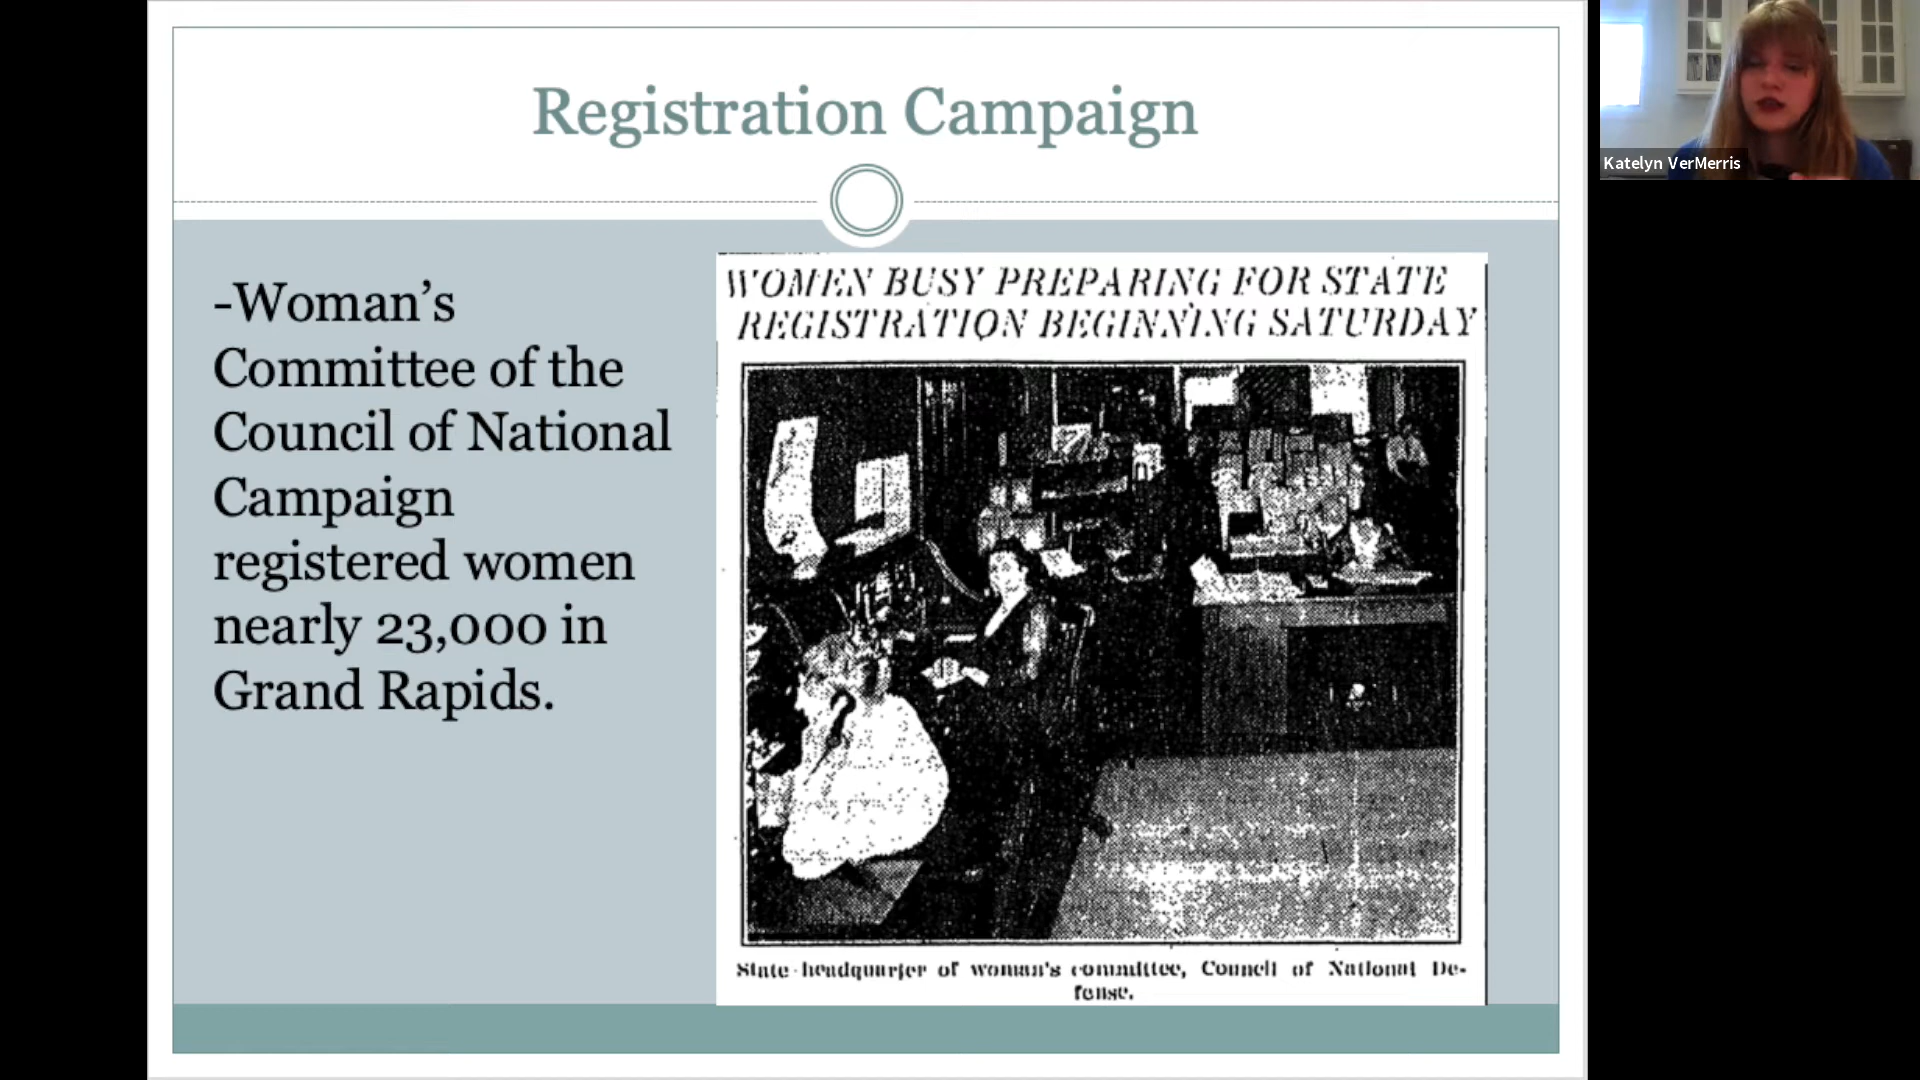 Registration Campaign
-Woman’s
Committee of the
Council of National
Campaign
registered women
nearly 23,000 in
Grand Rapids.
WOMEN BUSY PREPARING FOR STATE
REGISTRATION BEGINNING SATURDAY
State headquarter of woman's committee, Council of National De-
fense.
Katelyn VerMerris